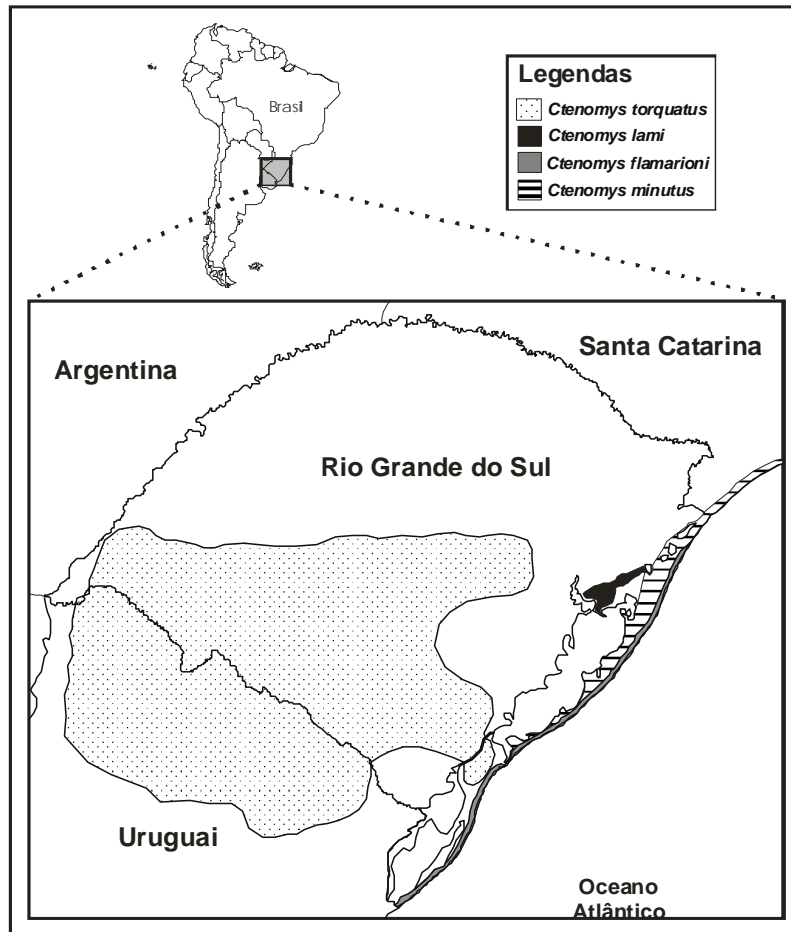 Brasil
Legendas
Ctenomys torquatus
Ctenomys lami
Ctenomys flamarioni
Ctenomys minutus
Santa Catarina
Argentina
Rio Grande do Sul
Uruguai
Oceano
Atlântico